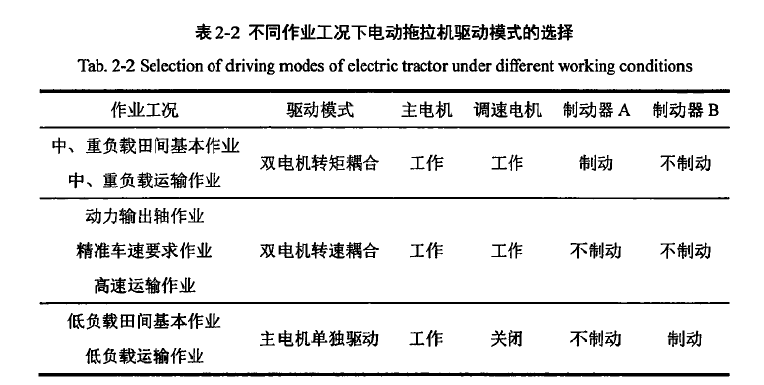 表2-2 不同作业工况下电动拖拉机驱动模式的选择
Tab. 2-2 Selection of driving modes of electric tractor under different working conditions
作业工况 驱动模式 主电机 调速电机 制动器 A 制动器 B
中、重负载田间基本作业
双电机转矩耦合 工作 工作 制动 不制动
中、重负载运输作业
动力输出轴作业
精准车速要求作业 双电机转速耦合 工作 工作 不制动 不制动
高速运输作业
低负载田间基本作业
主电机单独驱动 工作 关闭 不制动 制动
低负载运输作业